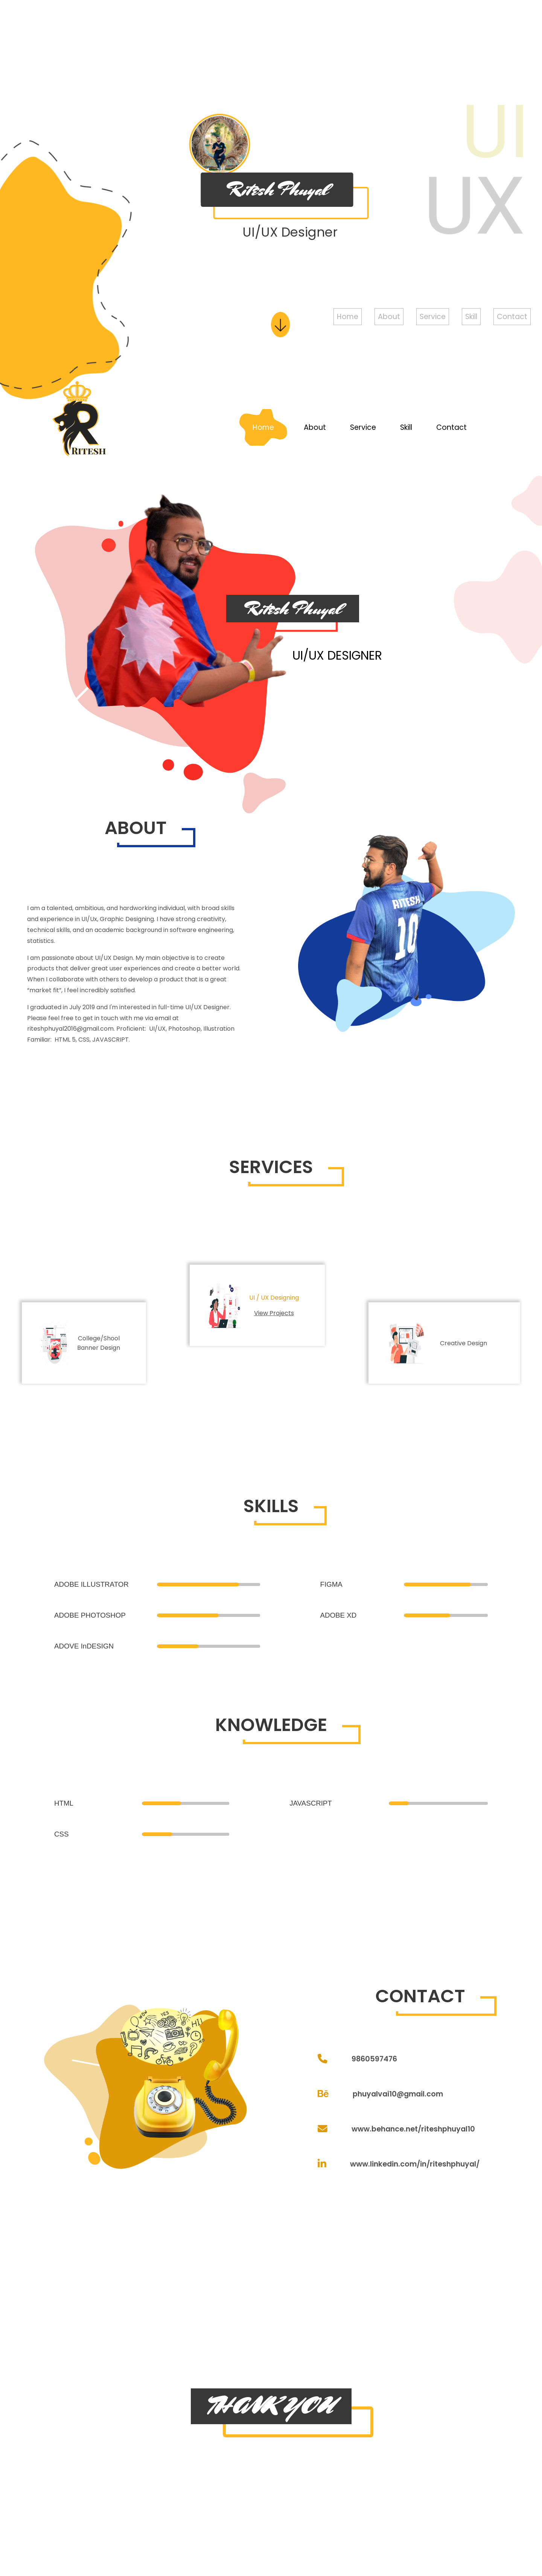 UI
UX
Ritesh Phuyal
UI/UX Designer
Home About Service Skill Contact
RITESH
Home About Service Skill Contact
Ritesh Phuyal
UI/UX DESIGNER
ABOUT
RITESH
10
I am a talented, ambitious, and hardworking individual, with broad skills
and experience in UI/Ux, Graphic Designing. I have strong creativity,
technical skills, and an academic background in software engineering,
statistics.
I am passionate about UI/UX Design. My main objective is to create
products that deliver great user experiences and create a better world.
When I collaborate with others to develop a product that is a great
“market fit”, I feel incredibly satisfied.
I graduated in July 2019 and I'm interested in full-time UI/UX Designer.
Please feel free to get in touch with me via email at
riteshphuyal2016@gmail.com. Proficient: UI/UX, Photoshop, illustration
Familiar: HTML 5, CSS, JAVASCRIPT.
SERVICES
UI / UX Designing
View Projects
College/Shool
Banner Design
Creative Design
SKILLS
ADOBE ILLUSTRATOR
FIGMA
ADOBE PHOTOSHOP
ADOBE XD
ADOVE InDESIGN
KNOWLEDGE
HTML
JAVASCRIPT
CSS
CONTACT
9860597476
Bē phuyalvai10@gmail.com
www.behance.net/riteshphuyal10
in www.linkedin.com/in/riteshphuyal/
THANK YOU